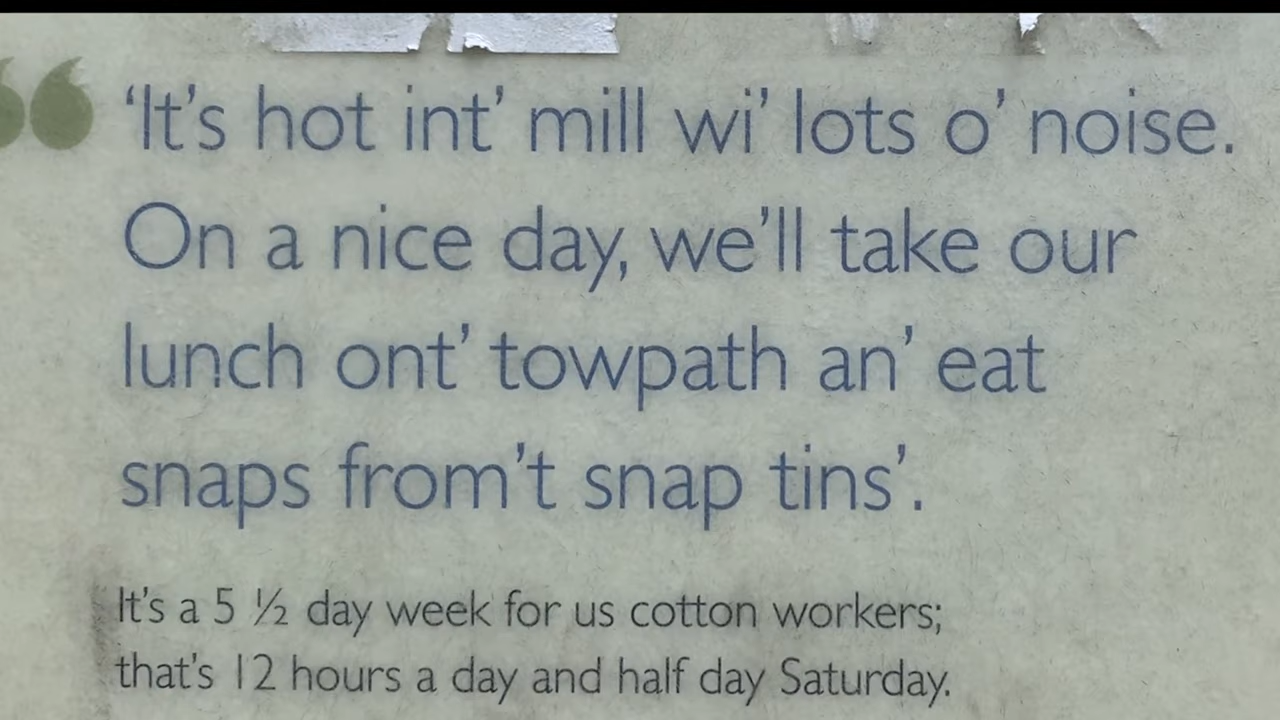 ‘It’s hot int’ mill wi’ lots o’ noise.
On a nice day, we’ll take our
lunch ont’ towpath an’ eat
snaps from’t snap tins’.
It’s a 5 ½ day week for us cotton workers;
that’s 12 hours a day and half day Saturday.